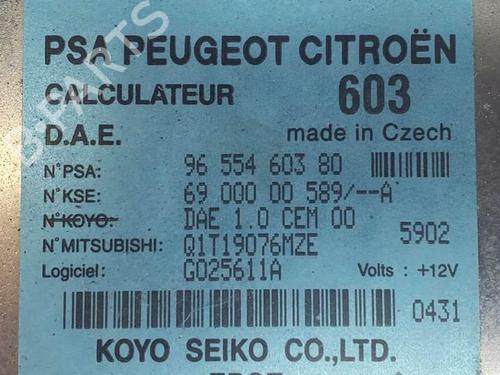 PSA PEUGEOT CITROËN
CALCULATEUR 603
D.A.E. made in Czech
N°PSA: 96 554 603 80
N°KSE: 69 000 00 589/--A
N°KOYO: DAE 1.0 CEM 00
N°MITSUBISHI: Q1T19076MZE 5902
Logiciel: G025611A Volts : +12V
0431
KOYO SEIKO CO.,LTD.
B-PARTS